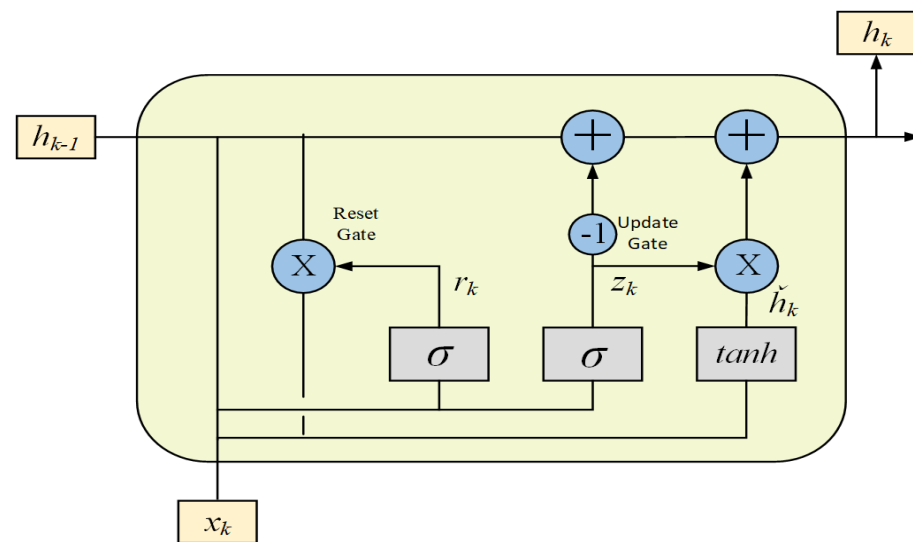 h_k
h_{k-1}
+
+
Reset
Gate
-1
Update
Gate
X
r_k
z_k
X
ȟ_k
σ
σ
tanh
x_k